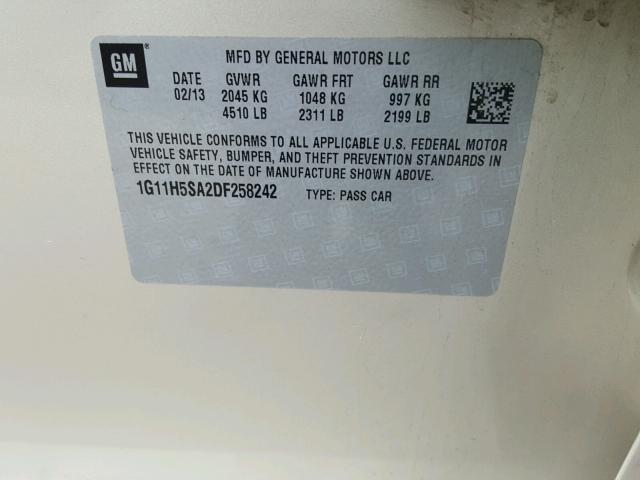 GM ® MFD BY GENERAL MOTORS LLC
DATE GVWR GAWR FRT GAWR RR
02/13 2045 KG 1048 KG 997 KG
4510 LB 2311 LB 2199 LB
THIS VEHICLE CONFORMS TO ALL APPLICABLE U.S. FEDERAL MOTOR
VEHICLE SAFETY, BUMPER, AND THEFT PREVENTION STANDARDS IN
EFFECT ON THE DATE OF MANUFACTURE SHOWN ABOVE.
1G11H5SA2DF258242 TYPE: PASS CAR